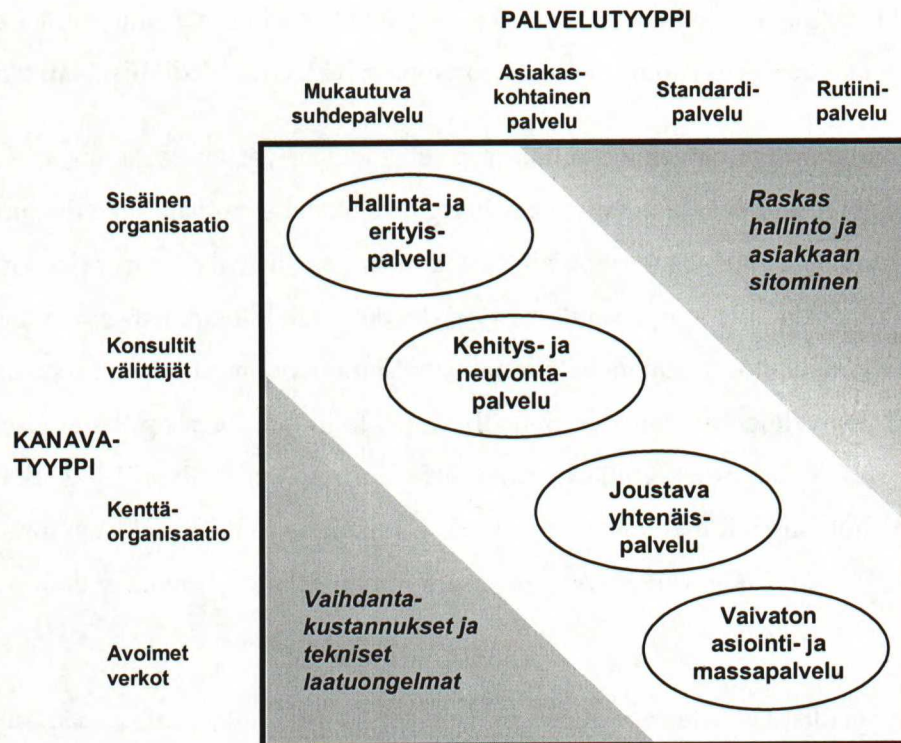 PALVELUTYYPPI
Mukautuva
suhdepalvelu
Asiakas-
kohtainen
palvelu
Standardi-
palvelu
Rutiini-
palvelu
Sisäinen
organisaatio
Hallinta- ja
erityis-
palvelu
Raskas
hallinto ja
asiakkaan
sitominen
Konsultit
välittäjät
Kehitys- ja
neuvonta-
palvelu
KANAVA-
TYYPPI
Kenttä-
organisaatio
Joustava
yhtenäis-
palvelu
Vaihdanta-
kustannukset ja
tekniset
laatuongelmat
Avoimet
verkot
Vaivaton
asiointi- ja
massapalvelu